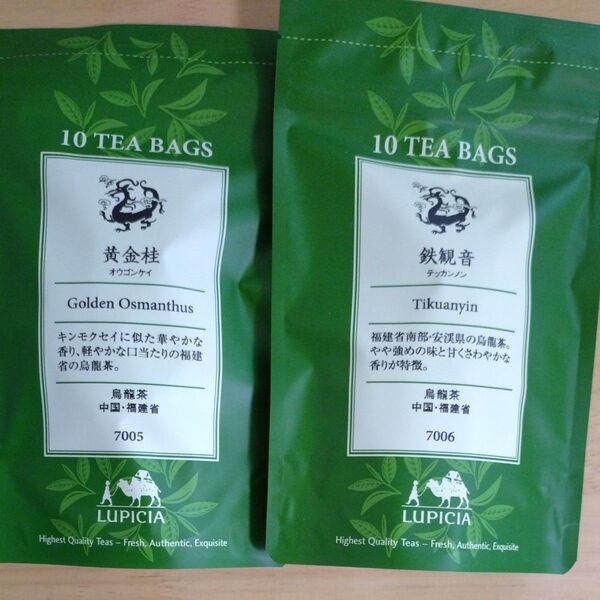 10 TEA BAGS
黄金桂
オウゴンケイ
Golden Osmanthus
キンモクセイに似た華やかな
香り、軽やかな口当たりの福建
省の烏龍茶。
烏龍茶
中国・福建省
7005
LUPICIA
Highest Quality Teas – Fresh, Authentic, Exquisite
10 TEA BAGS
鉄観音
テッカンノン
Tikuanyin
福建省南部・安渓県の烏龍茶。
やや強めの味と甘くさわやかな
香りが特徴。
烏龍茶
中国・福建省
7006
LUPICIA
Highest Quality Teas – Fresh, Authentic, Exquisite